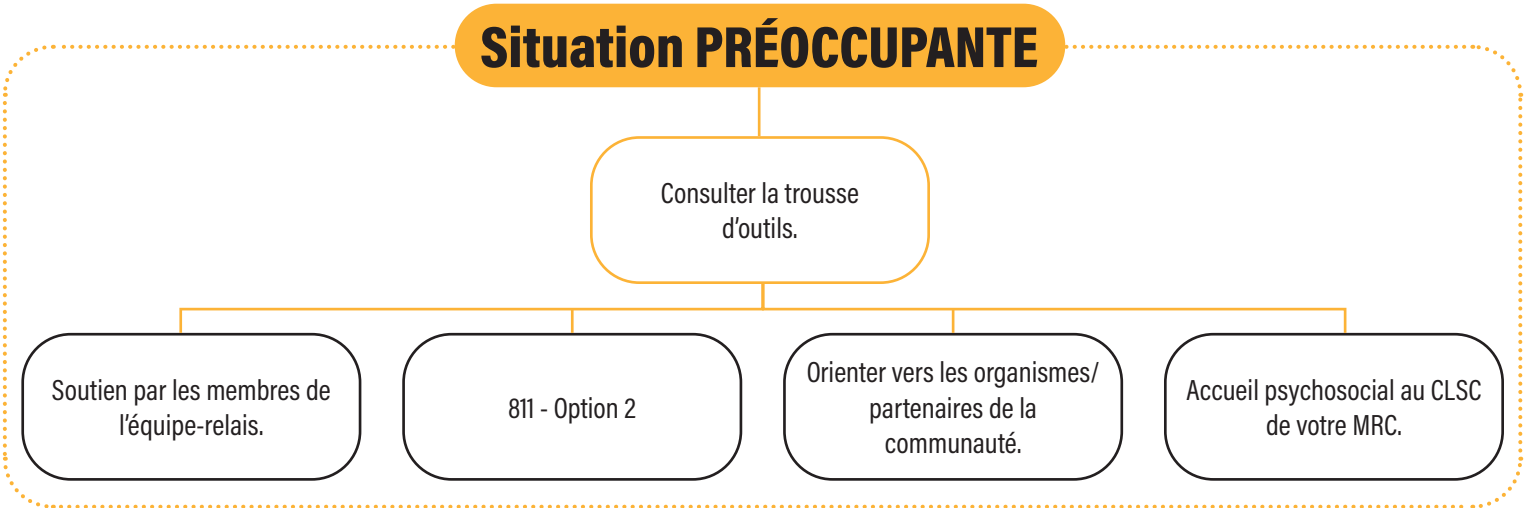 Situation PRÉOCCUPANTE
Consulter la trousse
d'outils.
Soutien par les membres de
l'équipe-relais.
811 - Option 2
Orienter vers les organismes/
partenaires de la
communauté.
Accueil psychosocial au CLSC
de votre MRC.